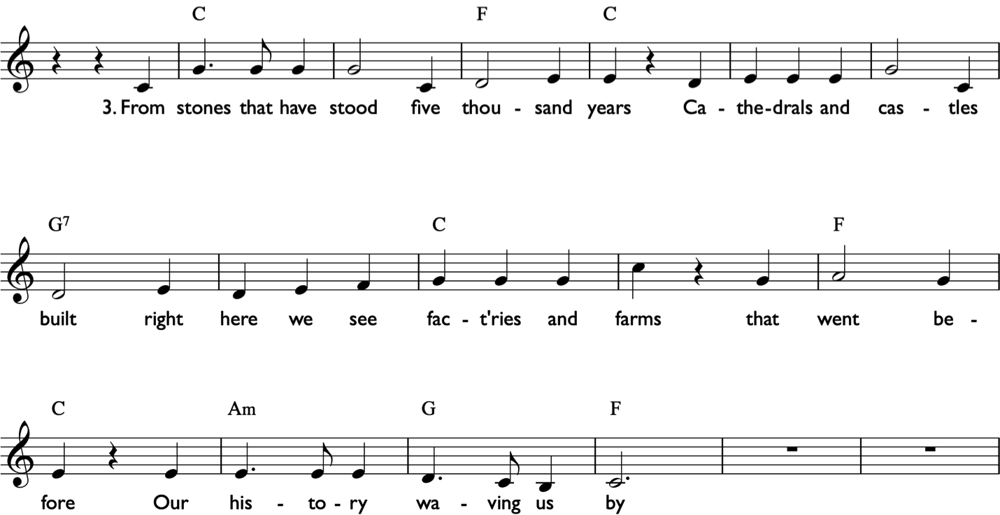 C F C
3. From stones that have stood five thou - sand years Ca - the-drals and cas - tles
G7 C F
built right here we see fac - t'ries and farms that went be -
C Am G F
fore Our his - to - ry wa - ving us by